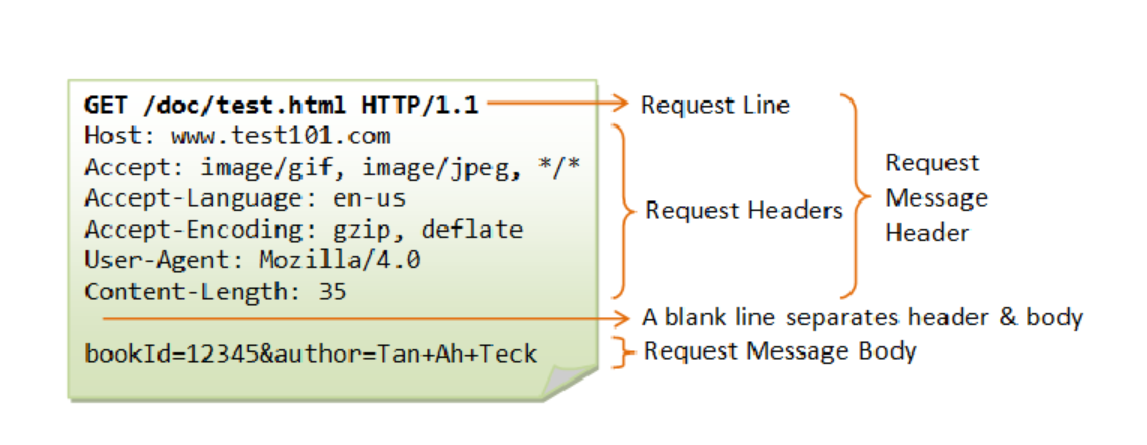 GET /doc/test.html HTTP/1.1
Host: www.test101.com
Accept: image/gif, image/jpeg, */*
Accept-Language: en-us
Accept-Encoding: gzip, deflate
User-Agent: Mozilla/4.0
Content-Length: 35
bookId=12345&author=Tan+Ah+Teck
Request Line
Request Headers
Request
Message
Header
A blank line separates header & body
Request Message Body